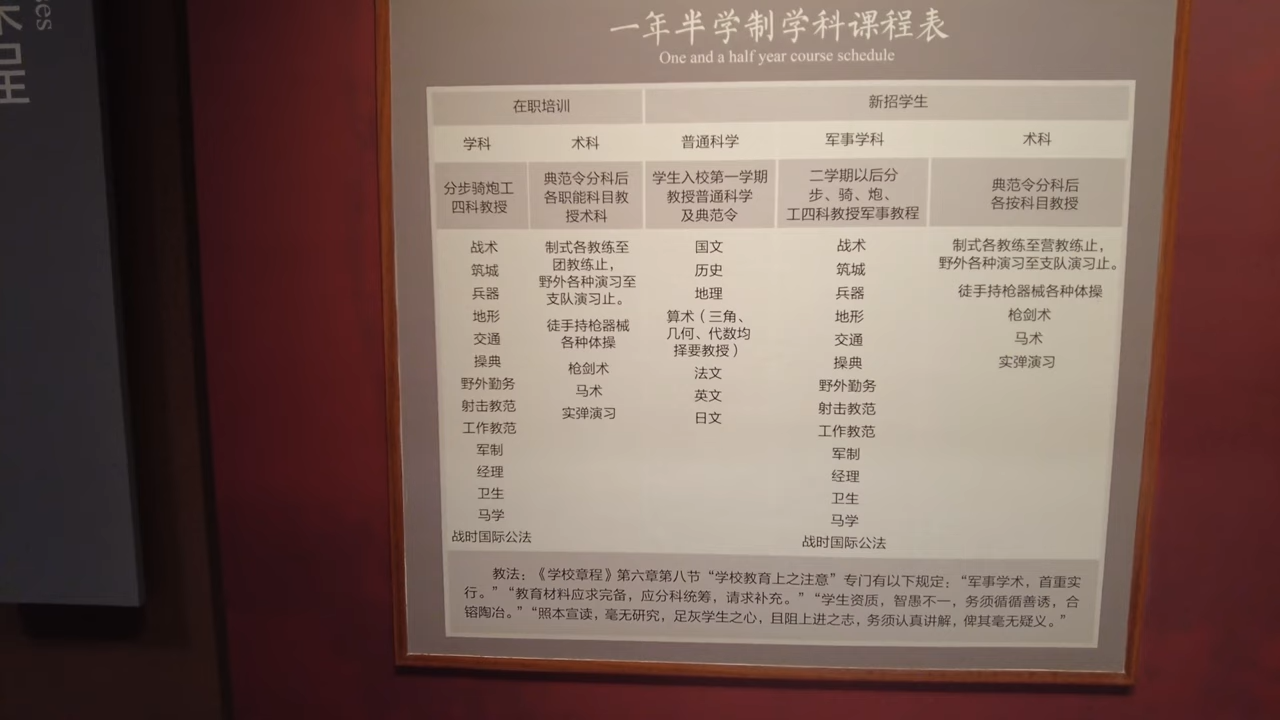 程
ses
一年半学制学科课程表
One and a half year course schedule
在职培训
新招学生
学科
术科
普通科学
军事学科
术科
分步骑炮工
四科教授
典范令分科后
各职能科目教
授术科
学生入校第一学期
教授普通科学
及典范令
二学期以后分
步、骑、炮、
工四科教授军事教程
典范令分科后
各按科目教授
战术
筑城
兵器
地形
交通
操典
野外勤务
射击教范
工作教范
军制
经理
卫生
马学
战时国际公法
制式各教练至
团教练止，
野外各种演习至
支队演习止。
徒手持枪器械
各种体操
枪剑术
马术
实弹演习
国文
历史
地理
算术（三角、
几何、代数均
择要教授）
法文
英文
日文
战术
筑城
兵器
地形
交通
操典
野外勤务
射击教范
工作教范
军制
经理
卫生
马学
战时国际公法
制式各教练至营教练止，
野外各种演习至支队演习止。
徒手持枪器械各种体操
枪剑术
马术
实弹演习
教法：《学校章程》第六章第八节“学校教育上之注意”专门有以下规定：“军事学术，首重实
行。”“教育材料应求完备，应分科统筹，请求补充。”“学生资质，智愚不一，务须循循善诱，合
镕陶冶。”“照本宣读，毫无研究，足灰学生之心，且阻上进之志，务须认真讲解，俾其毫无疑义。”